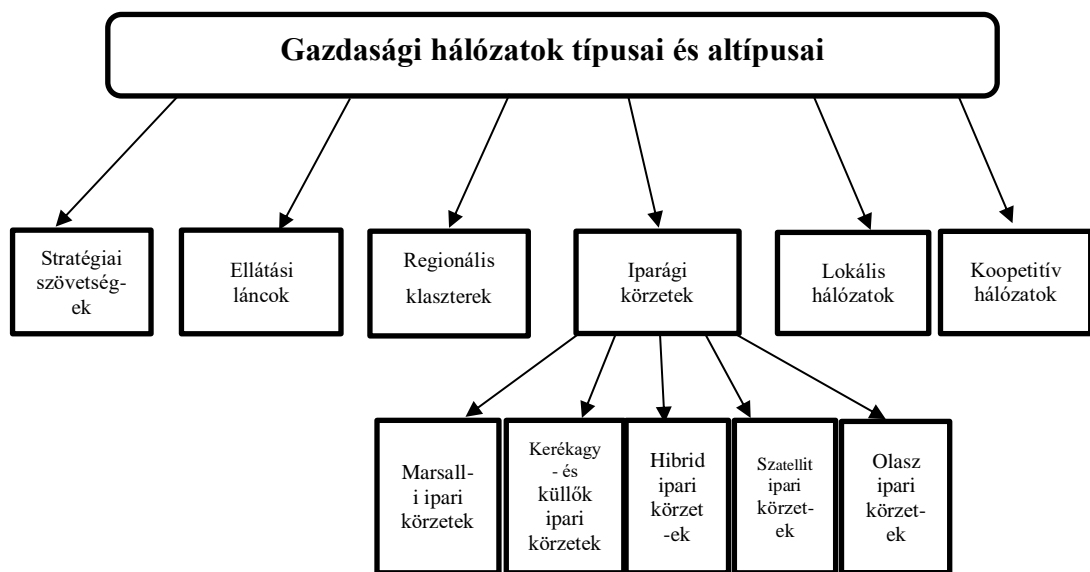 Gazdasági hálózatok típusai és altípusai
Stratégiai
szövetség-
ek
Ellátási
láncok
Regionális
klaszterek
Iparági
körzetek
Lokális
hálózatok
Koopetitív
hálózatok
Marsall-
i ipari
körzetek
Kerékagy
- és
küllők
ipari
körzetek
Hibrid
ipari
körzet
-ek
Szatellit
ipari
körzet-
ek
Olasz
ipari
körzet-
ek